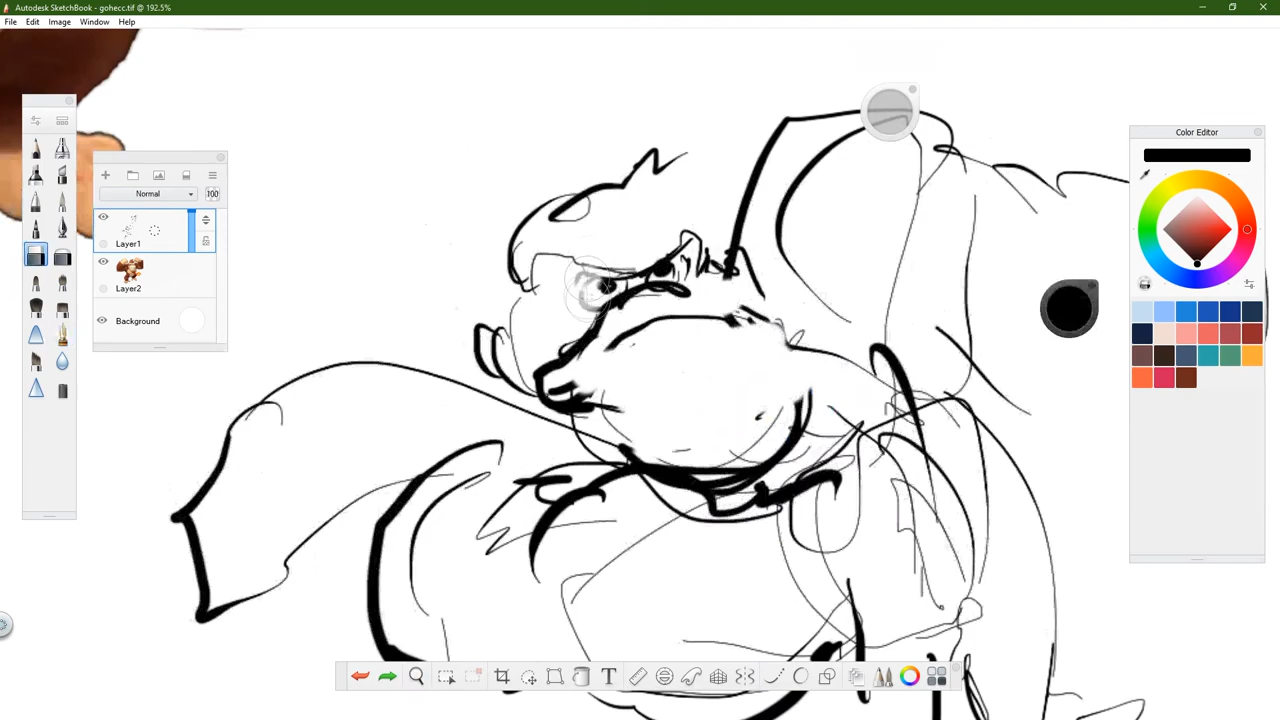 Autodesk SketchBook - gohecc.tif @ 192.5%
File Edit Image Window Help
Color Editor
Normal 100
Layer1
Layer2
Background
T